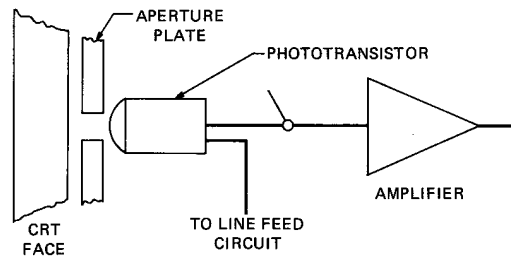 APERTURE
PLATE
PHOTOTRANSISTOR
AMPLIFIER
TO LINE FEED
CIRCUIT
CRT
FACE